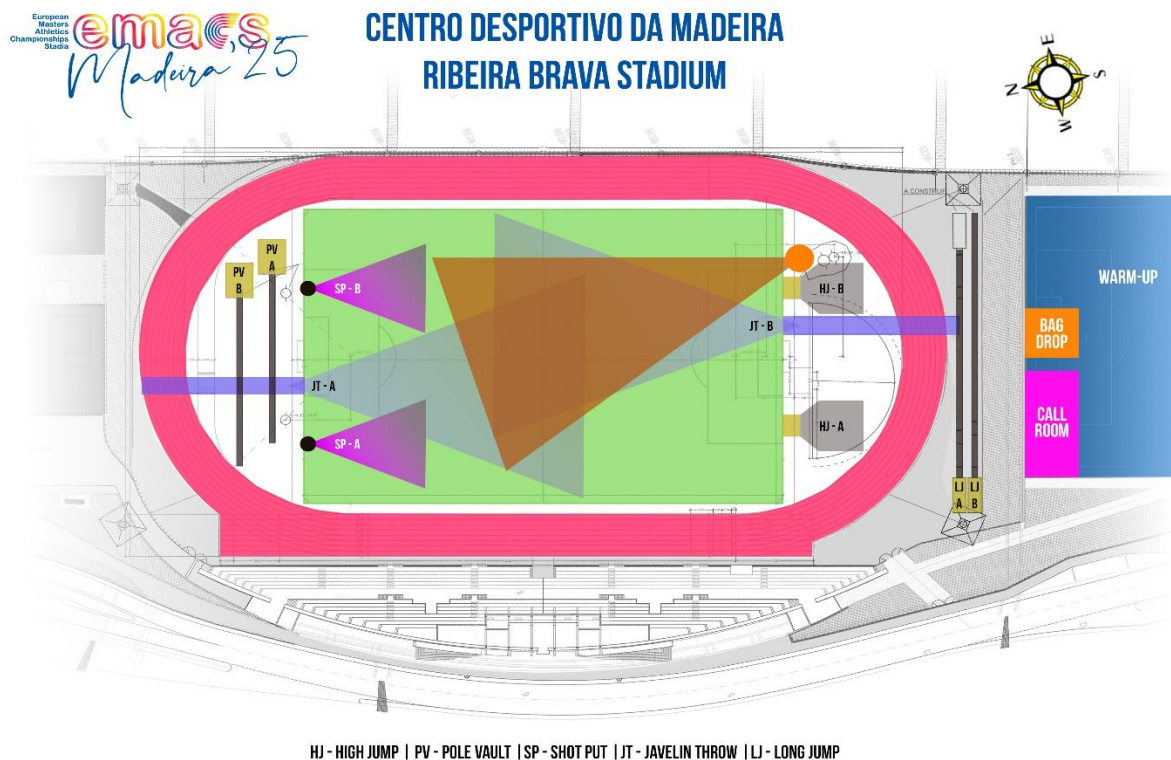 European
Masters
Athletics
Championships
Stadia
emacs
Madeira '25
CENTRO DESPORTIVO DA MADEIRA
RIBEIRA BRAVA STADIUM
N
E
S
W
A CONSTRUIR
PV
A
PV
B
SP - B
HJ - B
WARM-UP
JT - B
BAG
DROP
JT - A
CALL
ROOM
HJ - A
SP - A
LJ
A
LJ
B
HJ - HIGH JUMP | PV - POLE VAULT | SP - SHOT PUT | JT - JAVELIN THROW | LJ - LONG JUMP